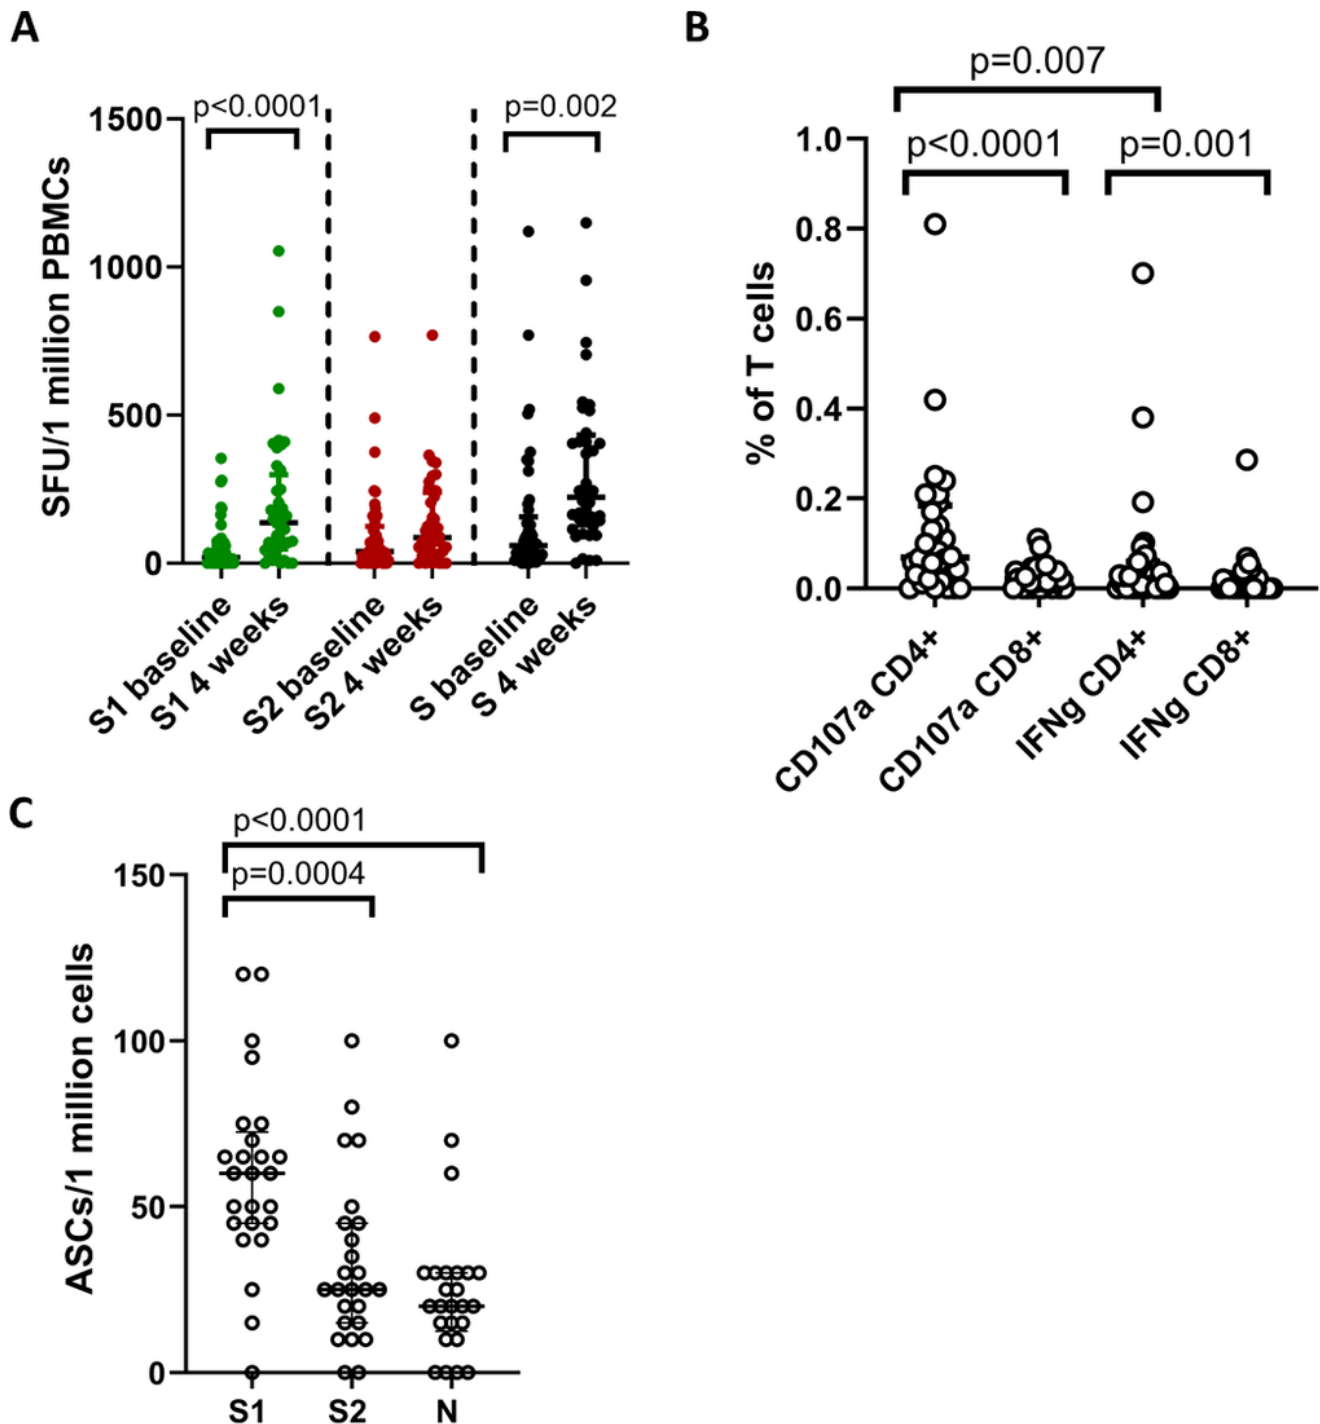 A
p<0.0001
p=0.002
1500
1000
500
0
SFU/1 million PBMCs
S1 baseline
S1 4 weeks
S2 baseline
S2 4 weeks
S baseline
S 4 weeks
B
p=0.007
p<0.0001
p=0.001
1.0
0.8
0.6
0.4
0.2
0.0
% of T cells
CD107a CD4+
CD107a CD8+
IFNg CD4+
IFNg CD8+
C
p<0.0001
p=0.0004
150
100
50
0
ASCs/1 million cells
S1
S2
N